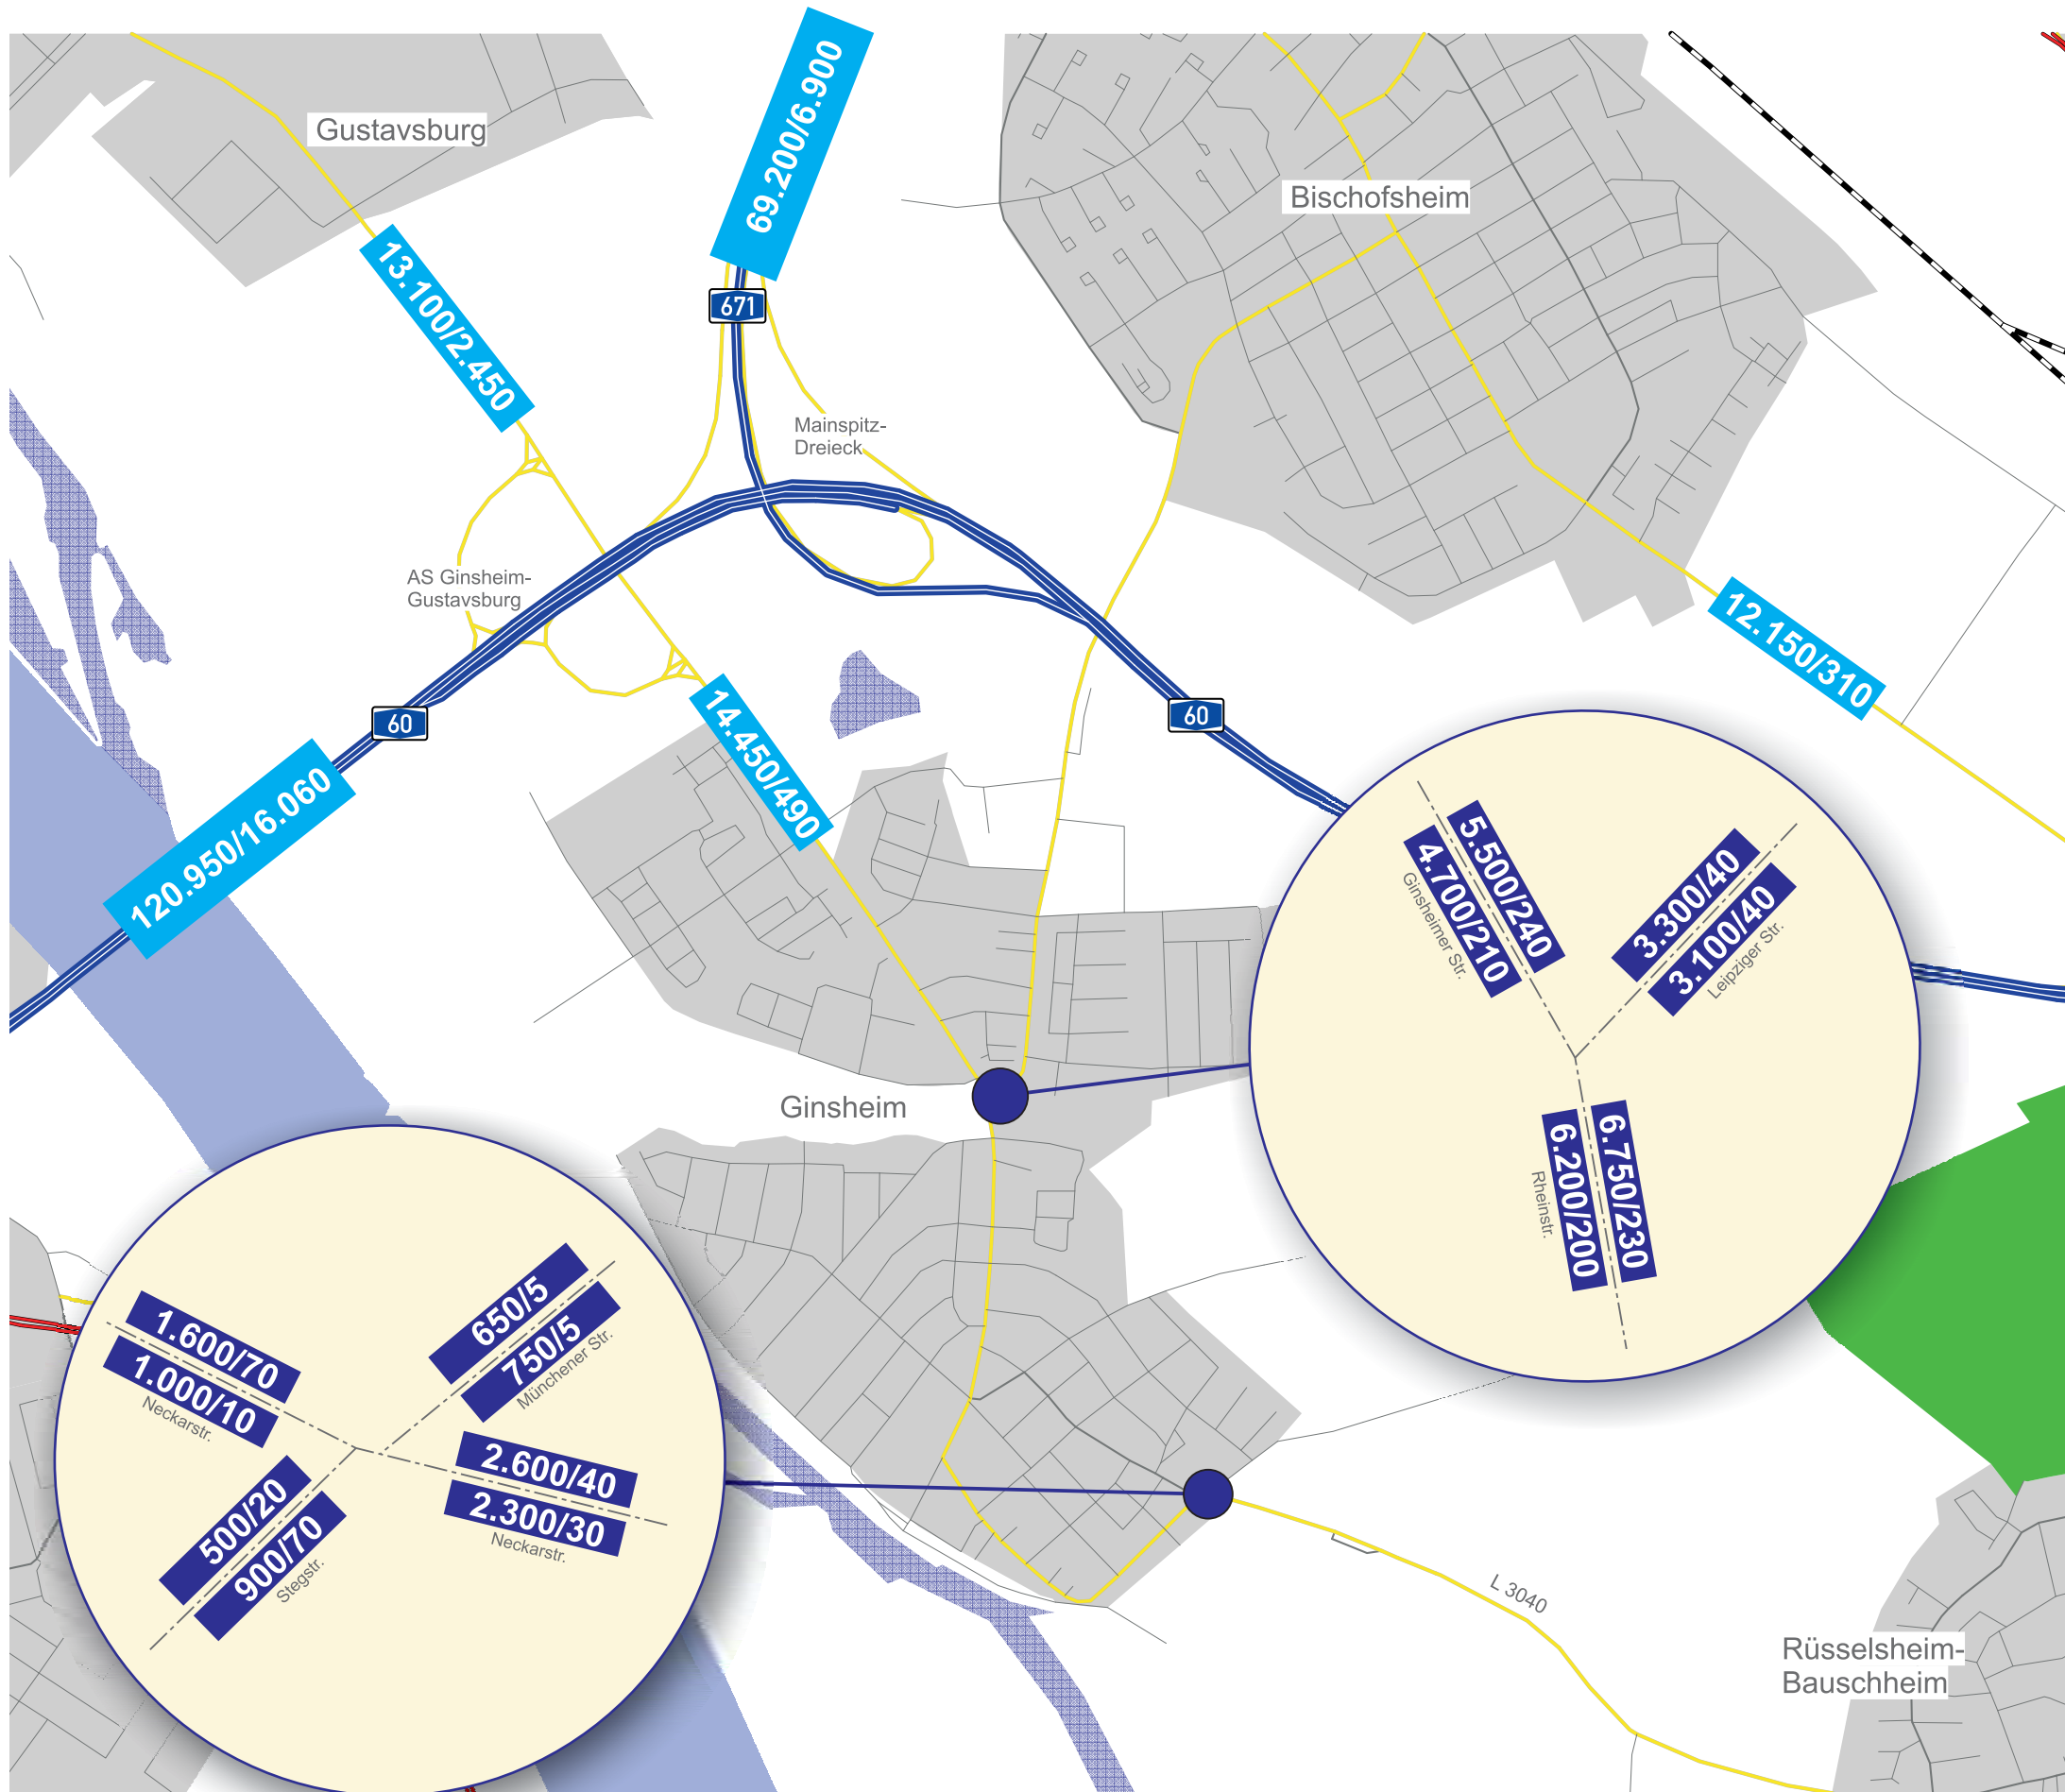 Gustavsburg
69.200/6.900
Bischofsheim
13.100/2.450
671
Mainspitz-
Dreieck
AS Ginsheim-
Gustavsburg
12.150/310
60
60
14.450/490
120.950/16.060
5.500/240
4.700/210
Ginsheimer Str.
3.300/40
3.100/40
Leipziger Str.
6.750/230
6.200/200
Rheinstr.
Ginsheim
650/5
750/5
Münchener Str.
1.600/70
1.000/10
Neckarstr.
2.600/40
2.300/30
Neckarstr.
500/20
900/70
Stegstr.
L 3040
Rüsselsheim-
Bauschheim